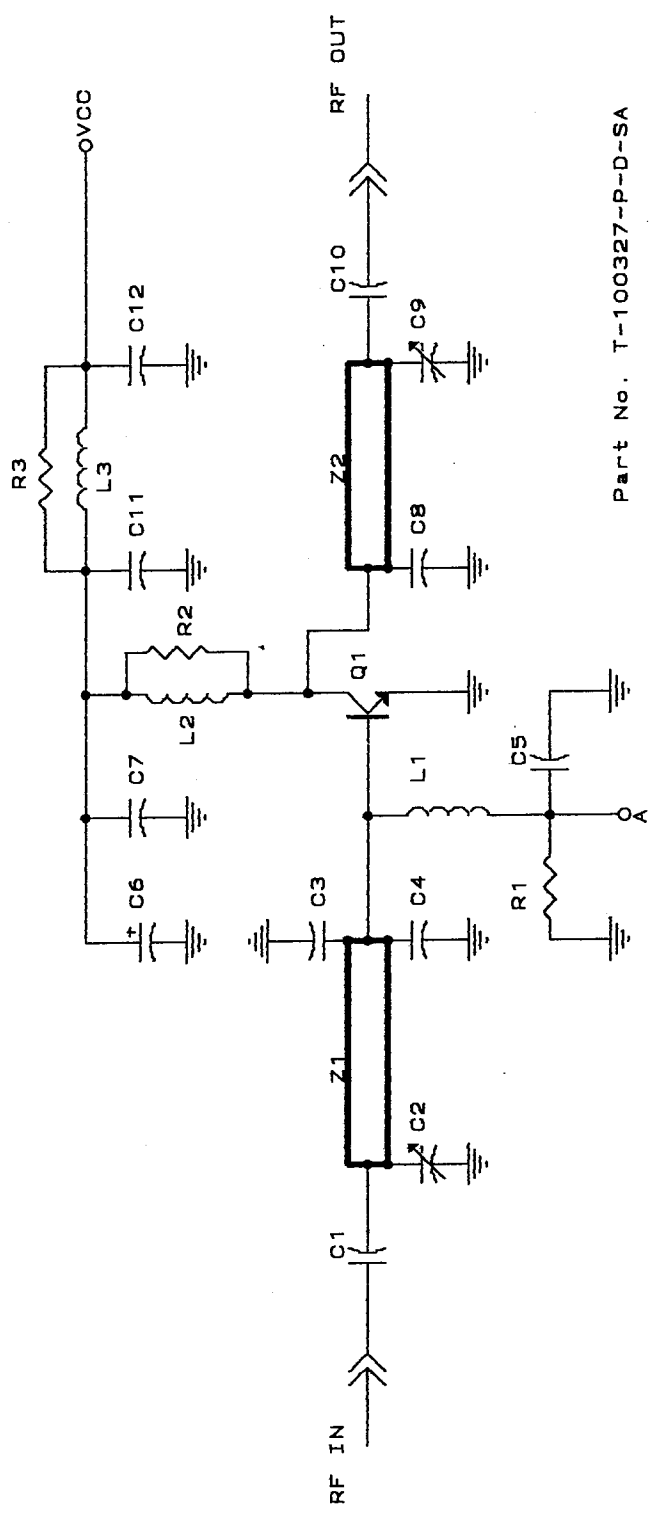 RF IN
C1
C2
Z1
C3
C4
C6
+
C7
L2
R2
Q1
L1
R1
C5
A
C11
L3
R3
C12
VCC
C8
Z2
C9
C10
RF OUT
Part No. T-100327-P-D-SA